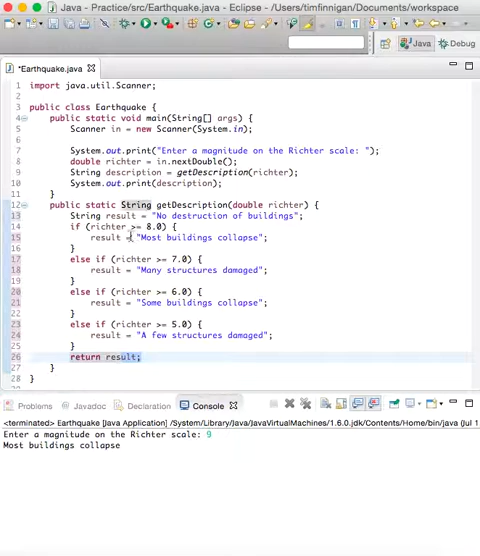 Java - Practice/src/Earthquake.java - Eclipse - /Users/timfinnigan/Documents/workspace
Java
Debug
*Earthquake.java
1 import java.util.Scanner;
2
3 public class Earthquake {
4 public static void main(String[] args) {
5 Scanner in = new Scanner(System.in);
6
7 System.out.print("Enter a magnitude on the Richter scale: ");
8 double richter = in.nextDouble();
9 String description = getDescription(richter);
10 System.out.print(description);
11 }
12 public static String getDescription(double richter) {
13 String result = "No destruction of buildings";
14 if (richter >= 8.0) {
15 result = "Most buildings collapse";
16 }
17 else if (richter >= 7.0) {
18 result = "Many structures damaged";
19 }
20 else if (richter >= 6.0) {
21 result = "Some buildings collapse";
22 }
23 else if (richter >= 5.0) {
24 result = "A few structures damaged";
25 }
26 return result;
27 }
28 }
Problems
Javadoc
Declaration
Console
<terminated> Earthquake [Java Application] /System/Library/Java/JavaVirtualMachines/1.6.0.jdk/Contents/Home/bin/java (Jul 1
Enter a magnitude on the Richter scale: 9
Most buildings collapse